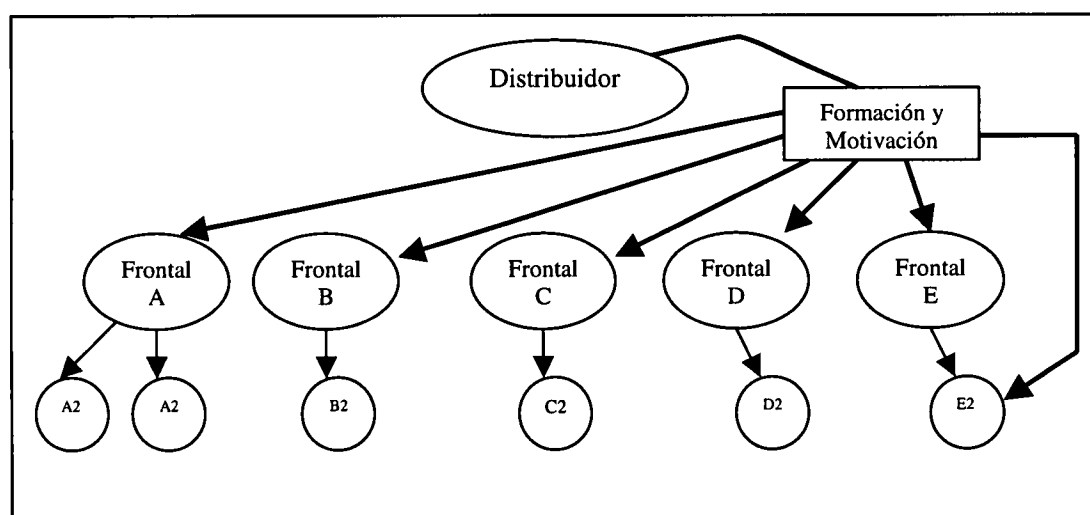 Distribuidor
Formación y
Motivación
Frontal
A
Frontal
B
Frontal
C
Frontal
D
Frontal
E
A2
A2
B2
C2
D2
E2